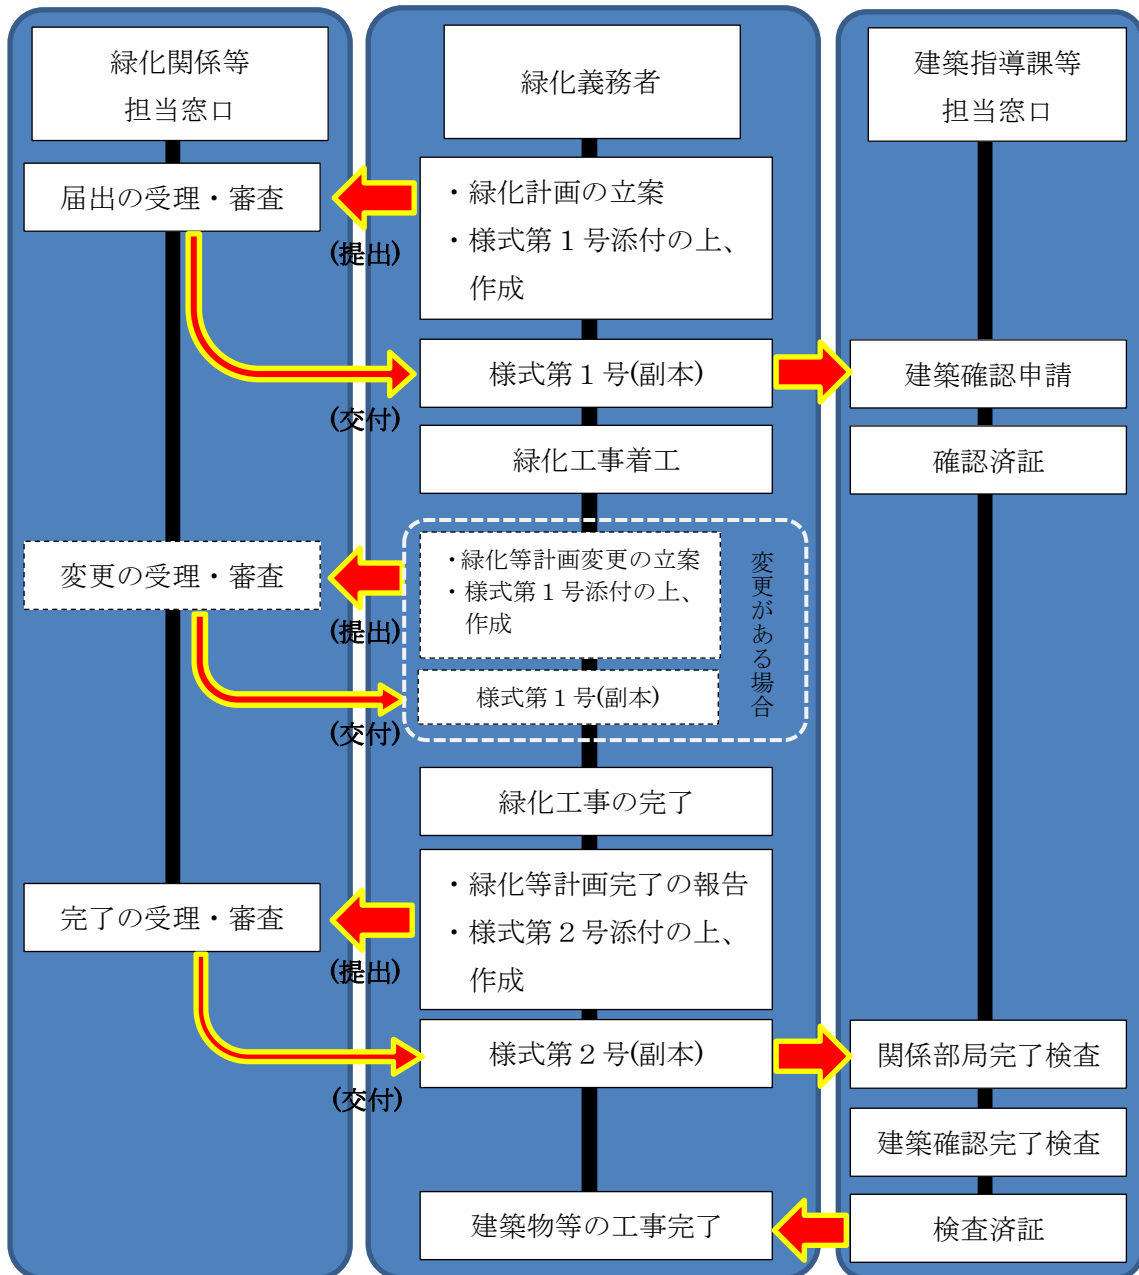 緑化関係等
担当窓口
緑化義務者
建築指導課等
担当窓口
届出の受理・審査
・緑化計画の立案
・様式第１号添付の上、
作成
(提出)
様式第１号(副本)
建築確認申請
(交付)
緑化工事着工
確認済証
変更の受理・審査
・緑化等計画変更の立案
・様式第１号添付の上、
作成
変更がある場合
(提出)
様式第１号(副本)
(交付)
緑化工事の完了
完了の受理・審査
・緑化等計画完了の報告
・様式第２号添付の上、
作成
(提出)
様式第２号(副本)
関係部局完了検査
(交付)
建築確認完了検査
建築物等の工事完了
検査済証